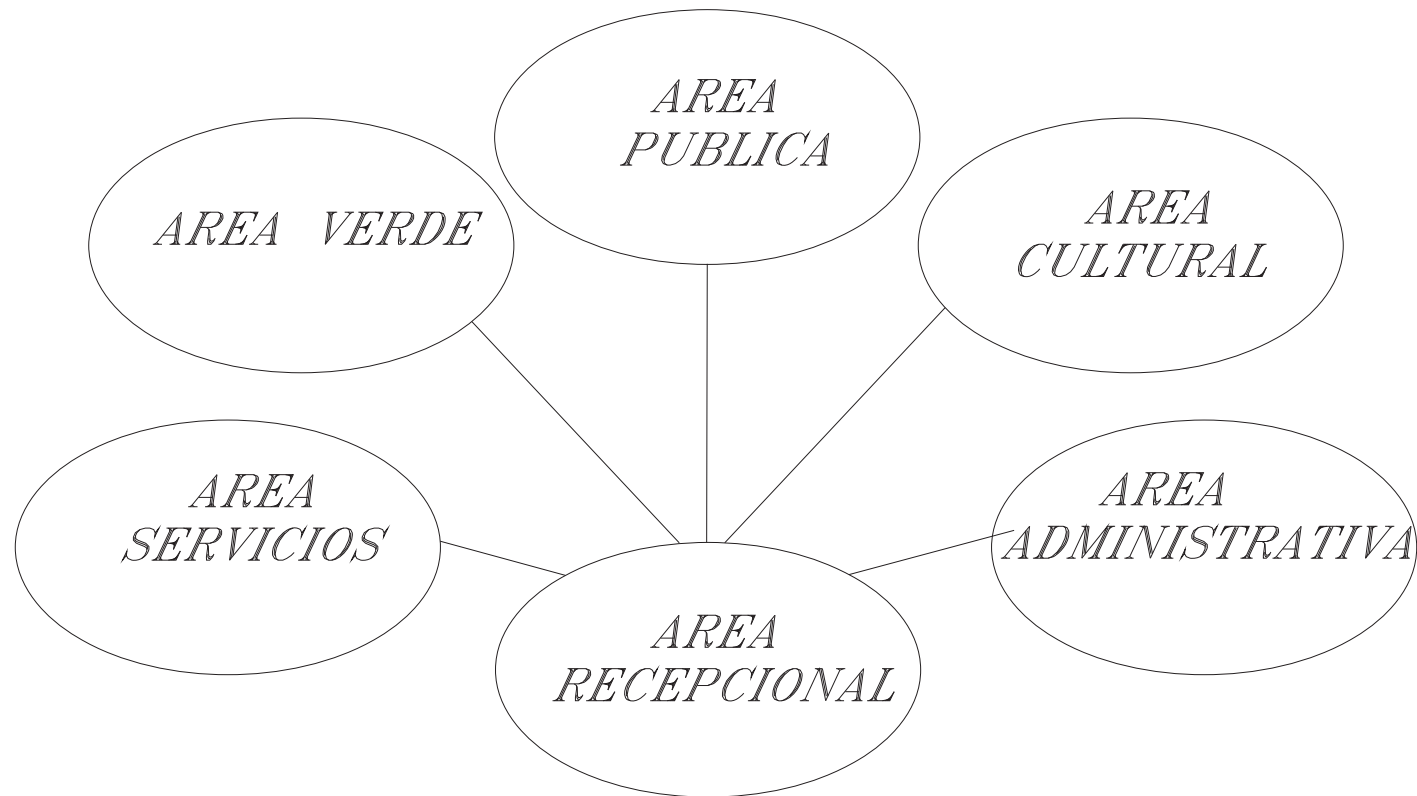 AREA
PUBLICA
AREA VERDE
AREA
CULTURAL
AREA
SERVICIOS
AREA
ADMINISTRATIVA
AREA
RECEPCIONAL